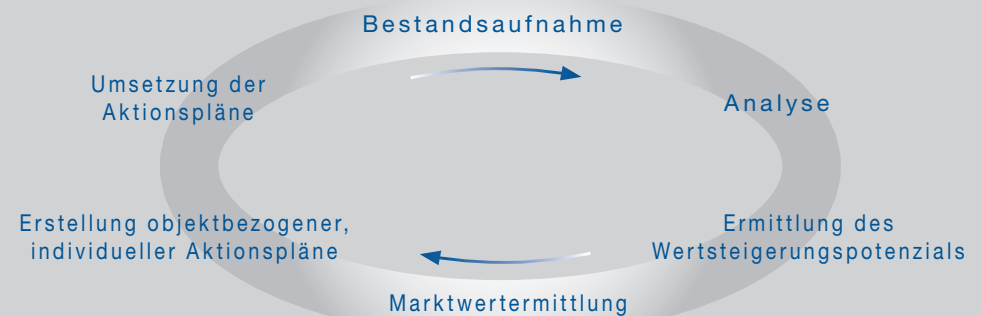 Bestandsaufnahme
Umsetzung der
Aktionspläne
Analyse
Erstellung objektbezogener,
individueller Aktionspläne
Ermittlung des
Wertsteigerungspotenzials
Marktwertermittlung